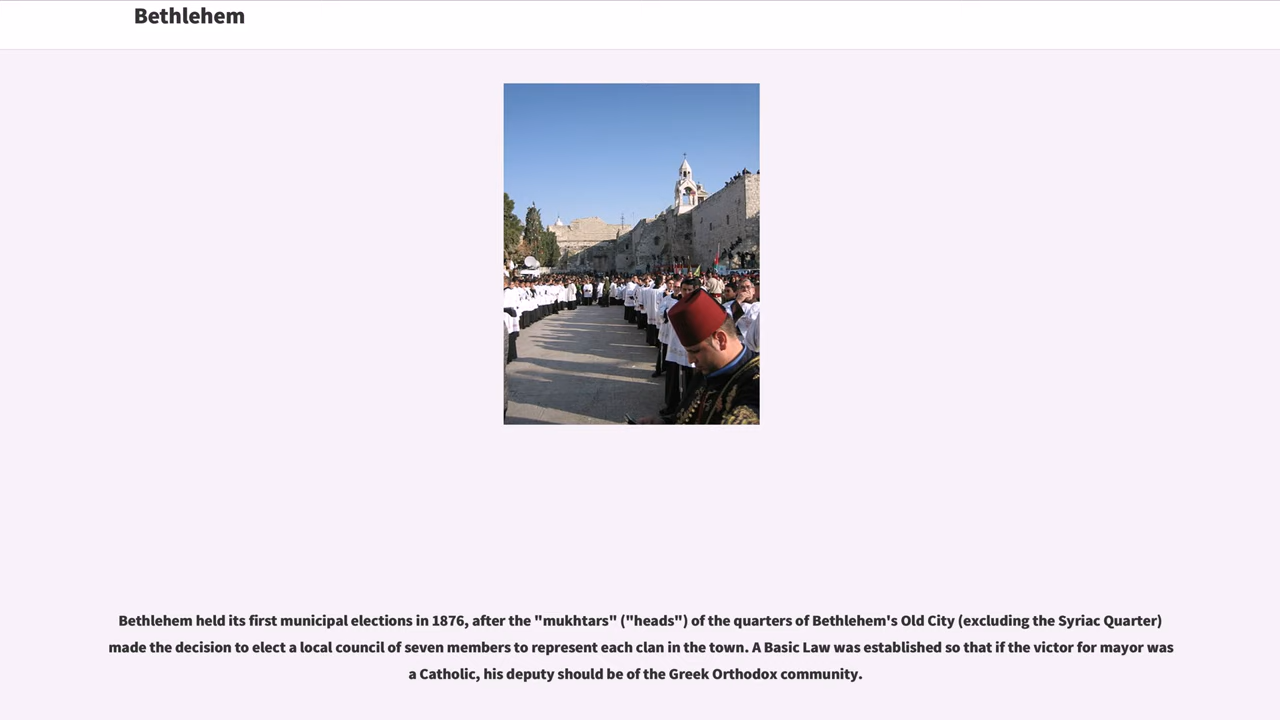 Bethlehem
Bethlehem held its first municipal elections in 1876, after the "mukhtars" ("heads") of the quarters of Bethlehem's Old City (excluding the Syriac Quarter)
made the decision to elect a local council of seven members to represent each clan in the town. A Basic Law was established so that if the victor for mayor was
a Catholic, his deputy should be of the Greek Orthodox community.